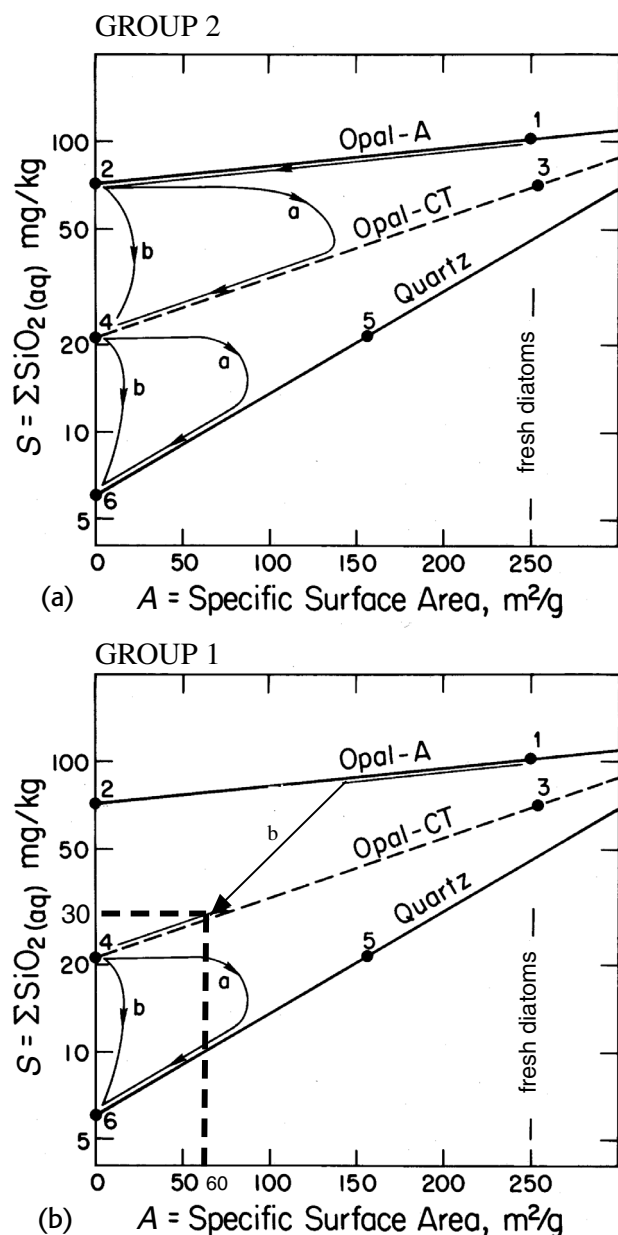 GROUP 2
S = ΣSiO2(aq) mg/kg
100
50
20
10
5
Opal-A
Opal-CT
Quartz
1
2
3
4
5
6
a
b
a
b
fresh diatoms
0 50 100 150 200 250
(a) A = Specific Surface Area, m²/g
GROUP 1
S = ΣSiO2(aq) mg/kg
100
50
30
20
10
5
Opal-A
Opal-CT
Quartz
1
2
3
4
5
6
b
a
b
fresh diatoms
0 50 60 100 150 200 250
(b) A = Specific Surface Area, m²/g